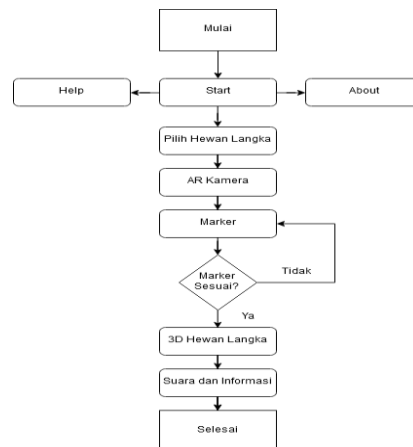 Mulai
Help
Start
About
Pilih Hewan Langka
AR Kamera
Marker
Marker
Sesuai?
Tidak
Ya
3D Hewan Langka
Suara dan Informasi
Selesai